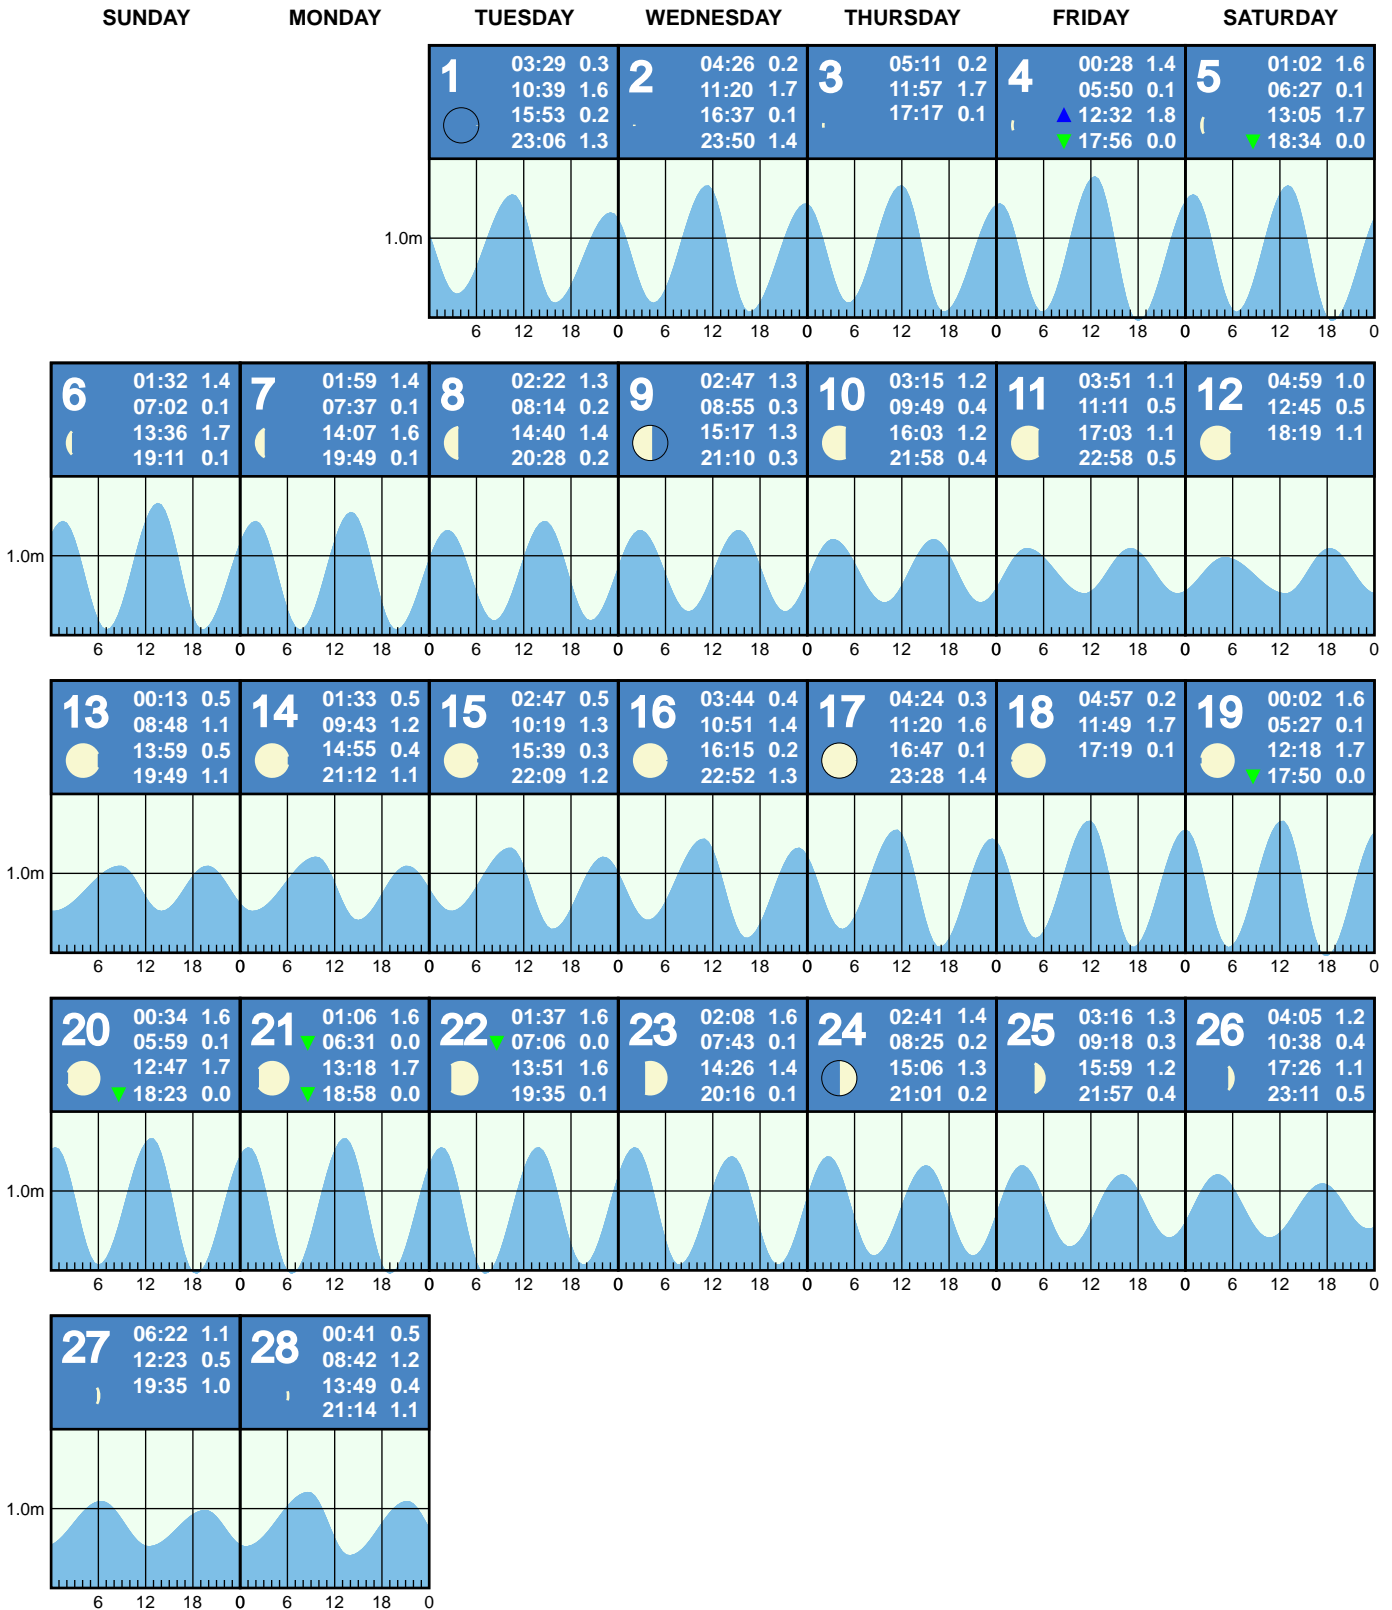 SUNDAY MONDAY TUESDAY WEDNESDAY THURSDAY FRIDAY SATURDAY
1 03:29 0.3
10:39 1.6
15:53 0.2
23:06 1.3
2 04:26 0.2
11:20 1.7
16:37 0.1
23:50 1.4
3 05:11 0.2
11:57 1.7
17:17 0.1
4 00:28 1.4
05:50 0.1
12:32 1.8
17:56 0.0
5 01:02 1.6
06:27 0.1
13:05 1.7
18:34 0.0
1.0m
6 12 18 0 6 12 18 0 6 12 18 0 6 12 18 0 6 12 18 0
6 01:32 1.4
07:02 0.1
13:36 1.7
19:11 0.1
7 01:59 1.4
07:37 0.1
14:07 1.6
19:49 0.1
8 02:22 1.3
08:14 0.2
14:40 1.4
20:28 0.2
9 02:47 1.3
08:55 0.3
15:17 1.3
21:10 0.3
10 03:15 1.2
09:49 0.4
16:03 1.2
21:58 0.4
11 03:51 1.1
11:11 0.5
17:03 1.1
22:58 0.5
12 04:59 1.0
12:45 0.5
18:19 1.1
1.0m
6 12 18 0 6 12 18 0 6 12 18 0 6 12 18 0 6 12 18 0 6 12 18 0 6 12 18 0
13 00:13 0.5
08:48 1.1
13:59 0.5
19:49 1.1
14 01:33 0.5
09:43 1.2
14:55 0.4
21:12 1.1
15 02:47 0.5
10:19 1.3
15:39 0.3
22:09 1.2
16 03:44 0.4
10:51 1.4
16:15 0.2
22:52 1.3
17 04:24 0.3
11:20 1.6
16:47 0.1
23:28 1.4
18 04:57 0.2
11:49 1.7
17:19 0.1
19 00:02 1.6
05:27 0.1
12:18 1.7
17:50 0.0
1.0m
6 12 18 0 6 12 18 0 6 12 18 0 6 12 18 0 6 12 18 0 6 12 18 0 6 12 18 0
20 00:34 1.6
05:59 0.1
12:47 1.7
18:23 0.0
21 01:06 1.6
06:31 0.0
13:18 1.7
18:58 0.0
22 01:37 1.6
07:06 0.0
13:51 1.6
19:35 0.1
23 02:08 1.6
07:43 0.1
14:26 1.4
20:16 0.1
24 02:41 1.4
08:25 0.2
15:06 1.3
21:01 0.2
25 03:16 1.3
09:18 0.3
15:59 1.2
21:57 0.4
26 04:05 1.2
10:38 0.4
17:26 1.1
23:11 0.5
1.0m
6 12 18 0 6 12 18 0 6 12 18 0 6 12 18 0 6 12 18 0 6 12 18 0 6 12 18 0
27 06:22 1.1
12:23 0.5
19:35 1.0
28 00:41 0.5
08:42 1.2
13:49 0.4
21:14 1.1
1.0m
6 12 18 0 6 12 18 0